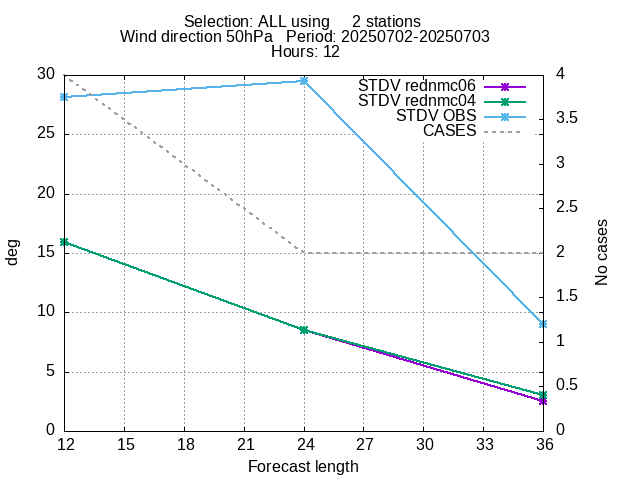 Selection: ALL using     2 stations
Wind direction 50hPa   Period: 20250702-20250703
Hours: 12
STDV rednmc06
STDV rednmc04
STDV OBS
CASES
30
25
20
15
10
5
0
deg
4
3.5
3
2.5
2
1.5
1
0.5
0
No cases
12 15 18 21 24 27 30 33 36
Forecast length